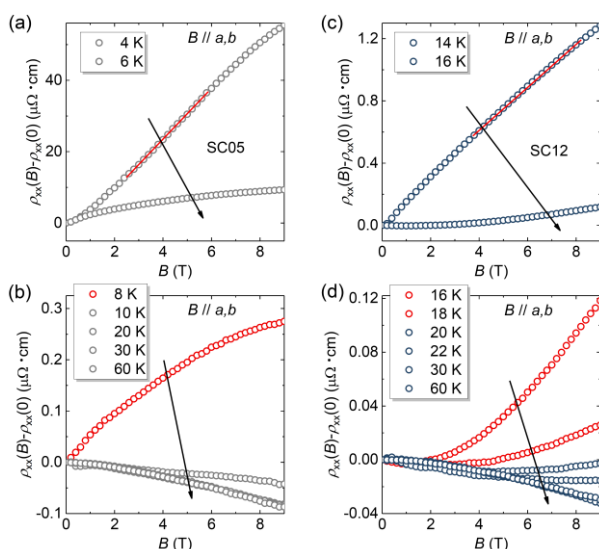 (a)
B // a,b
4 K
6 K
SC05
60
40
20
0
ρxx(B)-ρxx(0) (μΩ·cm)
0 2 4 6 8
B (T)
(c)
B // a,b
14 K
16 K
SC12
1.2
0.8
0.4
0.0
ρxx(B)-ρxx(0) (μΩ·cm)
0 2 4 6 8
B (T)
(b)
B // a,b
8 K
10 K
20 K
30 K
60 K
0.3
0.2
0.1
0.0
-0.1
ρxx(B)-ρxx(0) (μΩ·cm)
0 2 4 6 8
B (T)
(d)
B // a,b
16 K
18 K
20 K
22 K
30 K
60 K
0.12
0.08
0.04
0.00
-0.04
ρxx(B)-ρxx(0) (μΩ·cm)
0 2 4 6 8
B (T)